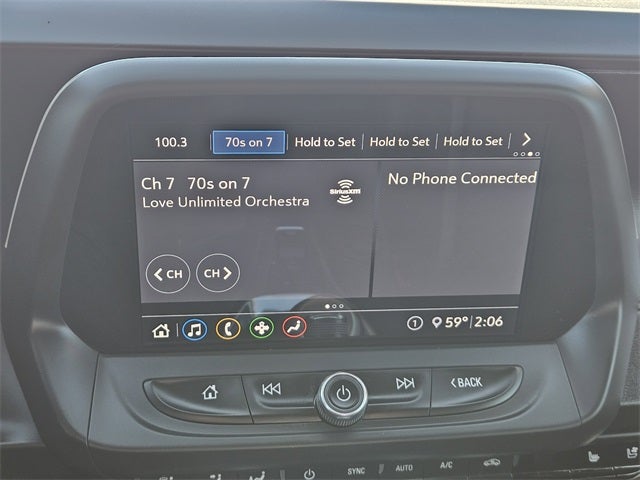 100.3 70s on 7 Hold to Set Hold to Set Hold to Set
Ch 7 70s on 7
Love Unlimited Orchestra
SiriusXM
No Phone Connected
CH CH
1 59° 2:06
BACK
SYNC AUTO A/C